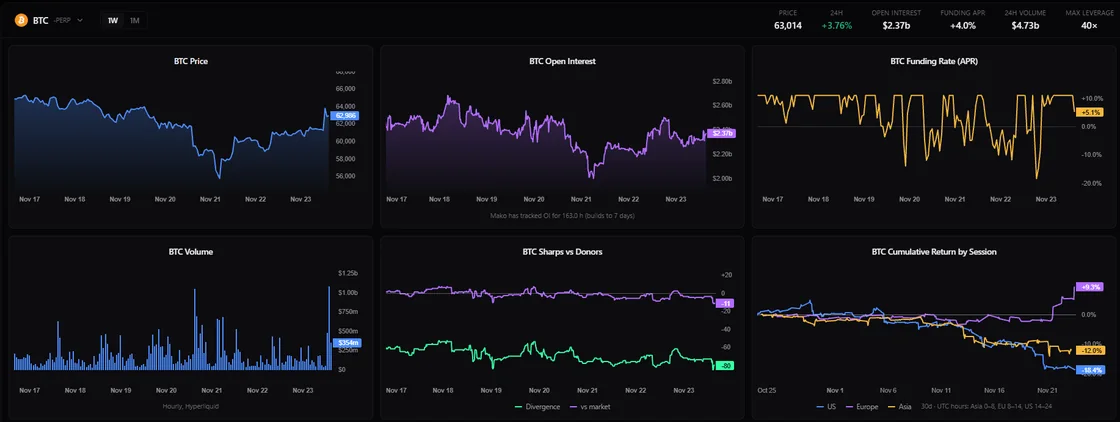 BTC -PERP 1W 1M
PRICE 24H OPEN INTEREST FUNDING APR 24H VOLUME MAX LEVERAGE
63,014 +3.76% $2.37b +4.0% $4.73b 40×
BTC Price
66,000
64,000
62,986
62,000
60,000
58,000
56,000
Nov 17 Nov 18 Nov 19 Nov 20 Nov 21 Nov 22 Nov 23
BTC Open Interest
$2.80b
$2.60b
$2.37b
$2.20b
$2.00b
Nov 17 Nov 18 Nov 19 Nov 20 Nov 21 Nov 22 Nov 23
Mako has tracked OI for 163.0 h (builds to 7 days)
BTC Funding Rate (APR)
+10.0%
+5.1%
0.0%
-10.0%
-20.0%
Nov 17 Nov 18 Nov 19 Nov 20 Nov 21 Nov 22 Nov 23
BTC Volume
$1.25b
$1.00b
$750m
$500m
$354m
$250m
$0
Nov 17 Nov 18 Nov 19 Nov 20 Nov 21 Nov 22 Nov 23
Hourly, Hyperliquid
BTC Sharps vs Donors
+20
0
-11
-20
-40
-60
-80
Nov 17 Nov 18 Nov 19 Nov 20 Nov 21 Nov 22 Nov 23
Divergence vs market
BTC Cumulative Return by Session
+9.3%
0.0%
-10.0%
-12.0%
-18.4%
Oct 25 Nov 1 Nov 6 Nov 11 Nov 16 Nov 21
US Europe Asia 30d · UTC hours: Asia 0–8, EU 8–14, US 14–24